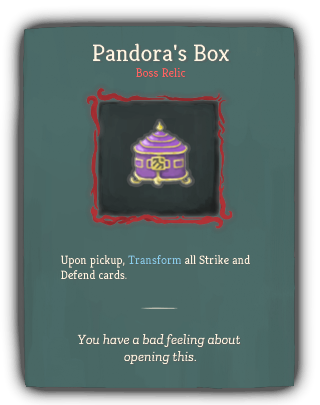 Pandora's Box
Boss Relic
Upon pickup, Transform all Strike and
Defend cards.
You have a bad feeling about
opening this.